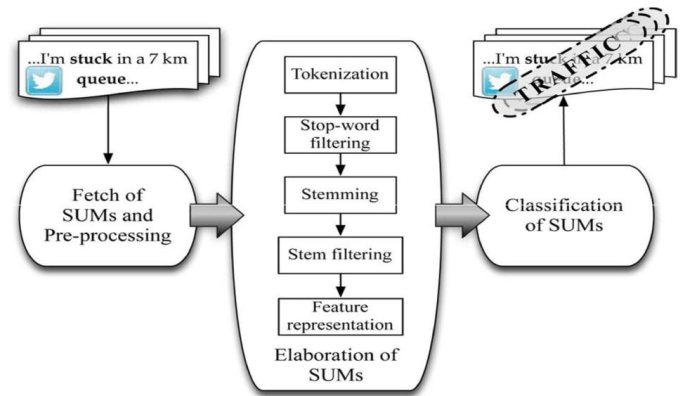 ...I'm stuck in a 7 km
queue...
Fetch of
SUMs and
Pre-processing
Tokenization
Stop-word
filtering
Stemming
Stem filtering
Feature
representation
Elaboration of
SUMs
...I'm stuck in a 7 km
queue...
TRAFFIC
Classification
of SUMs